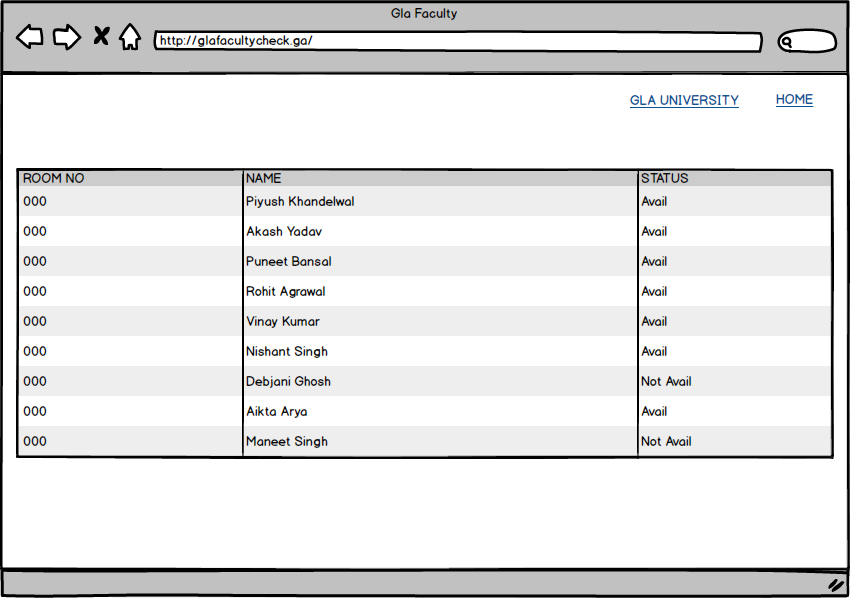 Gla Faculty
http://glafacultycheck.ga/
GLA UNIVERSITY HOME
ROOM NO NAME STATUS
000 Piyush Khandelwal Avail
000 Akash Yadav Avail
000 Puneet Bansal Avail
000 Rohit Agrawal Avail
000 Vinay Kumar Avail
000 Nishant Singh Avail
000 Debjani Ghosh Not Avail
000 Aikta Arya Avail
000 Maneet Singh Not Avail